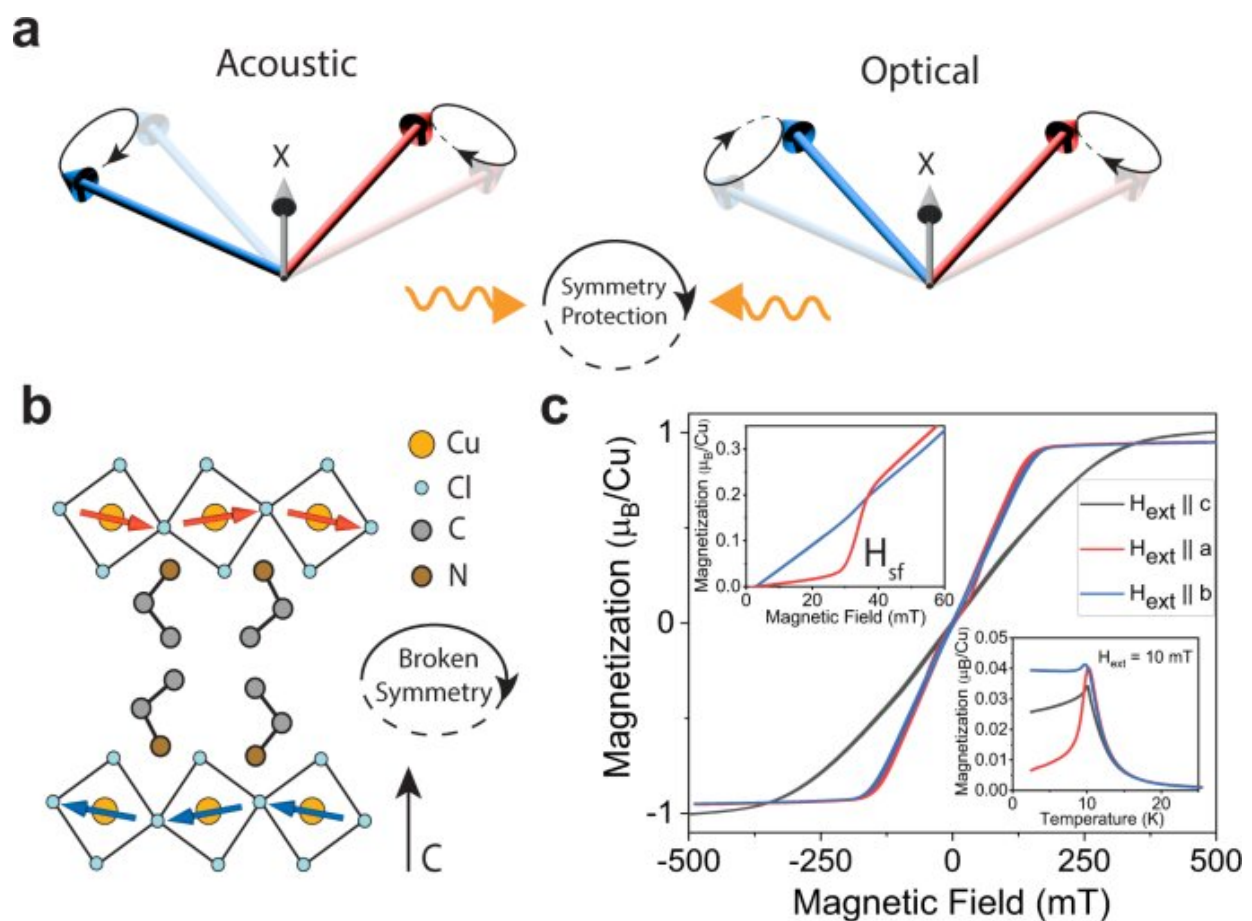 a
Acoustic
Optical
X
X
Symmetry
Protection
b
Cu
Cl
C
N
Broken
Symmetry
C
c
Magnetization (μB/Cu)
1
0
-1
-500
-250
0
250
500
Magnetic Field (mT)
Hext || c
Hext || a
Hext || b
Magnetization (μB/Cu)
0.3
0.2
0.1
0.0
0
20
40
60
Magnetic Field (mT)
Hsf
Magnetization (μB/Cu)
0.05
0.04
0.03
0.02
0.01
0.00
0
10
20
Temperature (K)
Hext = 10 mT